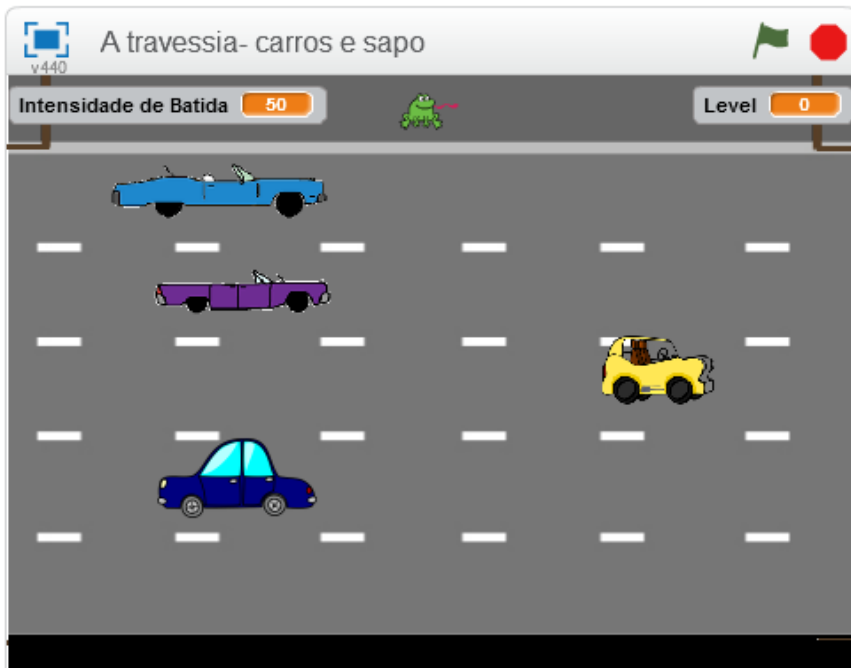 A travessia- carros e sapo
v440
Intensidade de Batida 50
Level 0